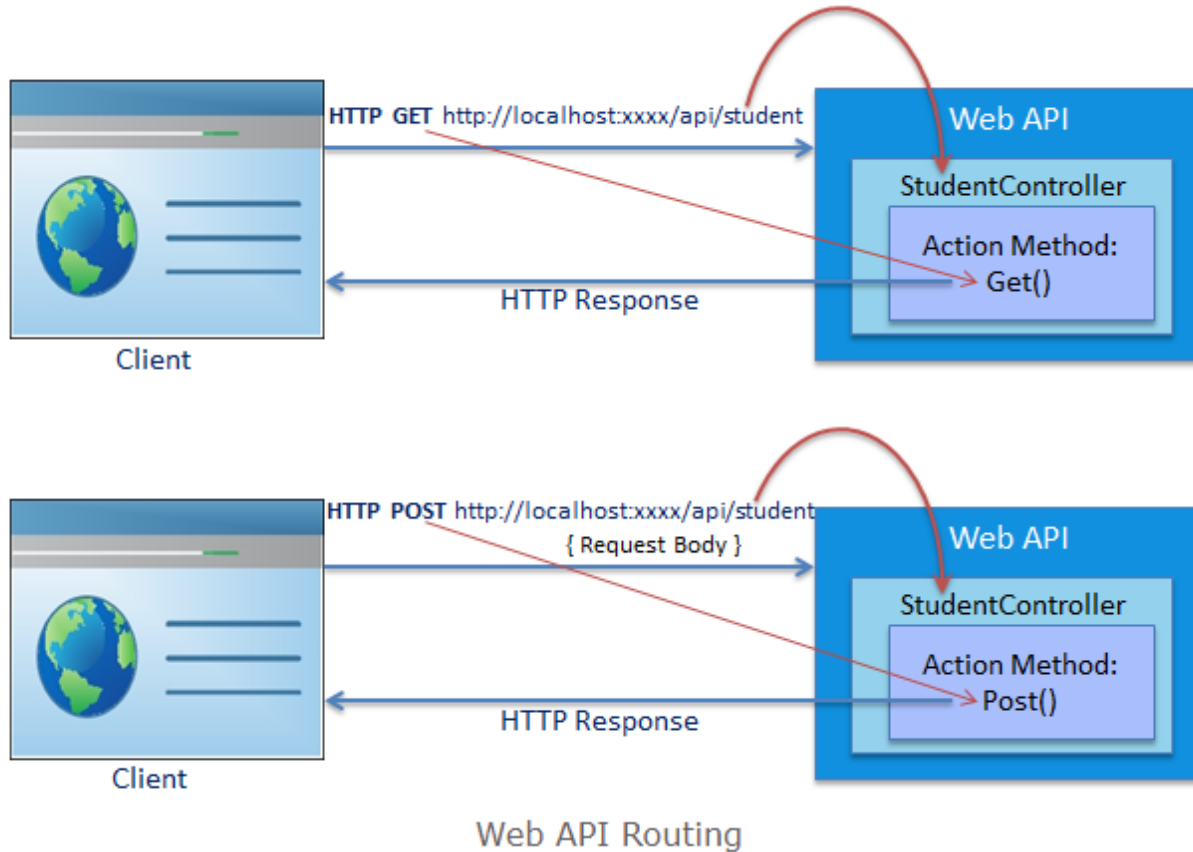 HTTP GET http://localhost:xxxx/api/student
Web API
StudentController
Action Method:
Get()
HTTP Response
Client
HTTP POST http://localhost:xxxx/api/student
{ Request Body }
Web API
StudentController
Action Method:
Post()
HTTP Response
Client
Web API Routing